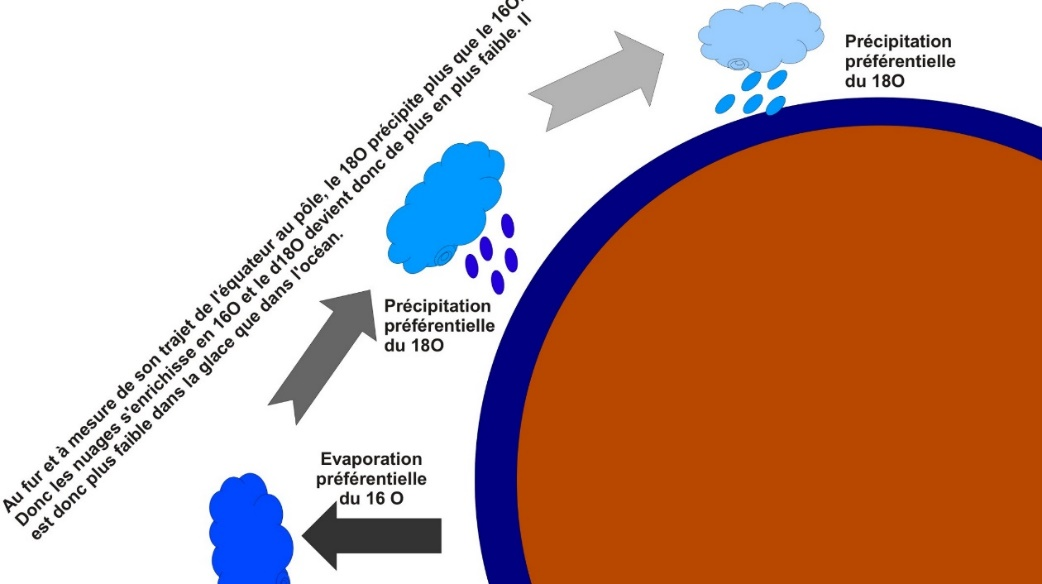 Au fur et à mesure de son trajet de l'équateur au pôle, le 18O précipite plus que le 16O.
Donc les nuages s'enrichisse en 16O et le d18O devient donc de plus en plus faible. Il
est donc plus faible dans la glace que dans l'océan.
Précipitation
préférentielle
du 18O
Précipitation
préférentielle
du 18O
Evaporation
préférentielle
du 16 O